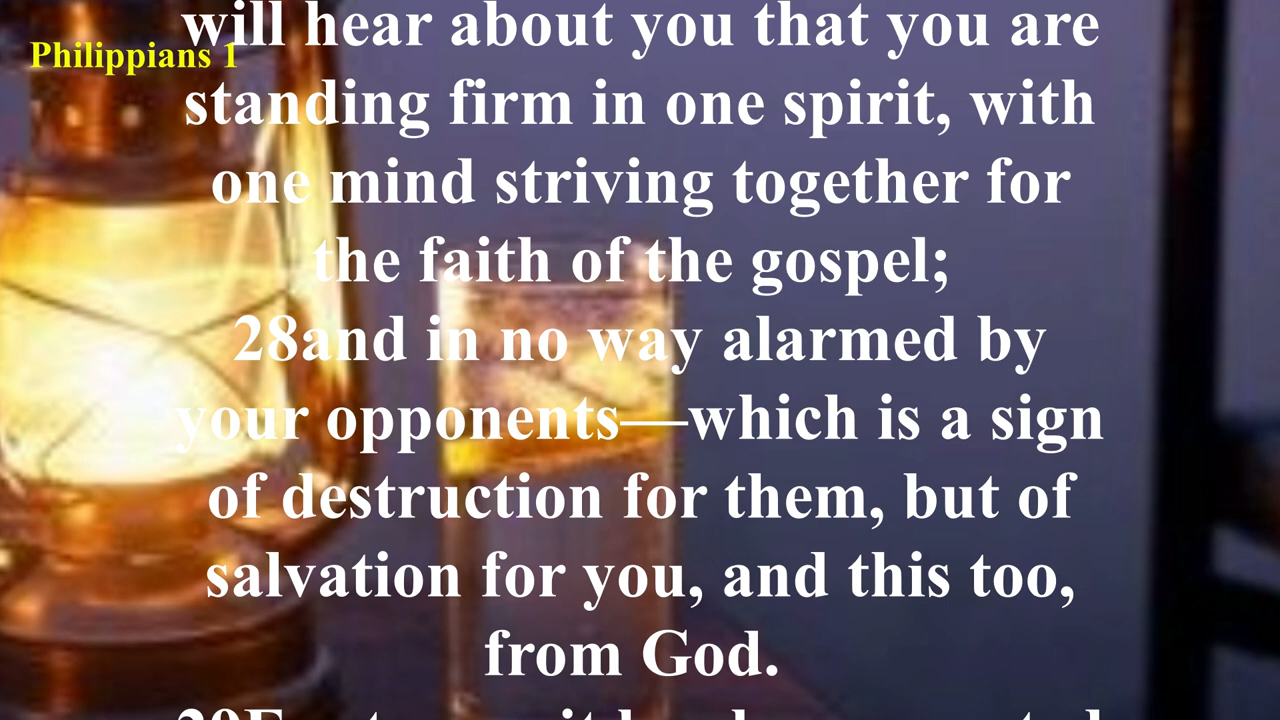 Philippians 1
will hear about you that you are
standing firm in one spirit, with
one mind striving together for
the faith of the gospel;
28and in no way alarmed by
your opponents—which is a sign
of destruction for them, but of
salvation for you, and this too,
from God.